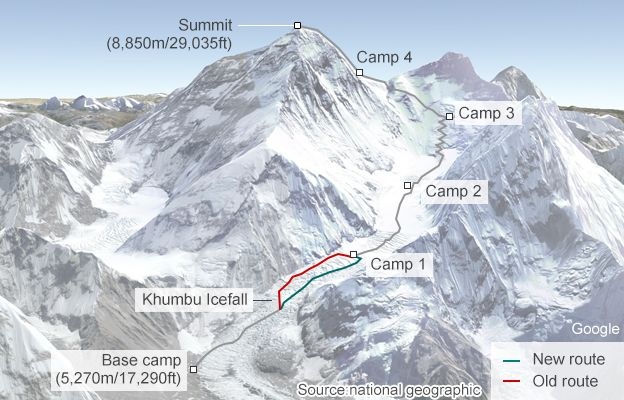 Summit
(8,850m/29,035ft)
Camp 4
Camp 3
Camp 2
Camp 1
Khumbu Icefall
Base camp
(5,270m/17,290ft)
Google
New route
Old route
Source:national geographic